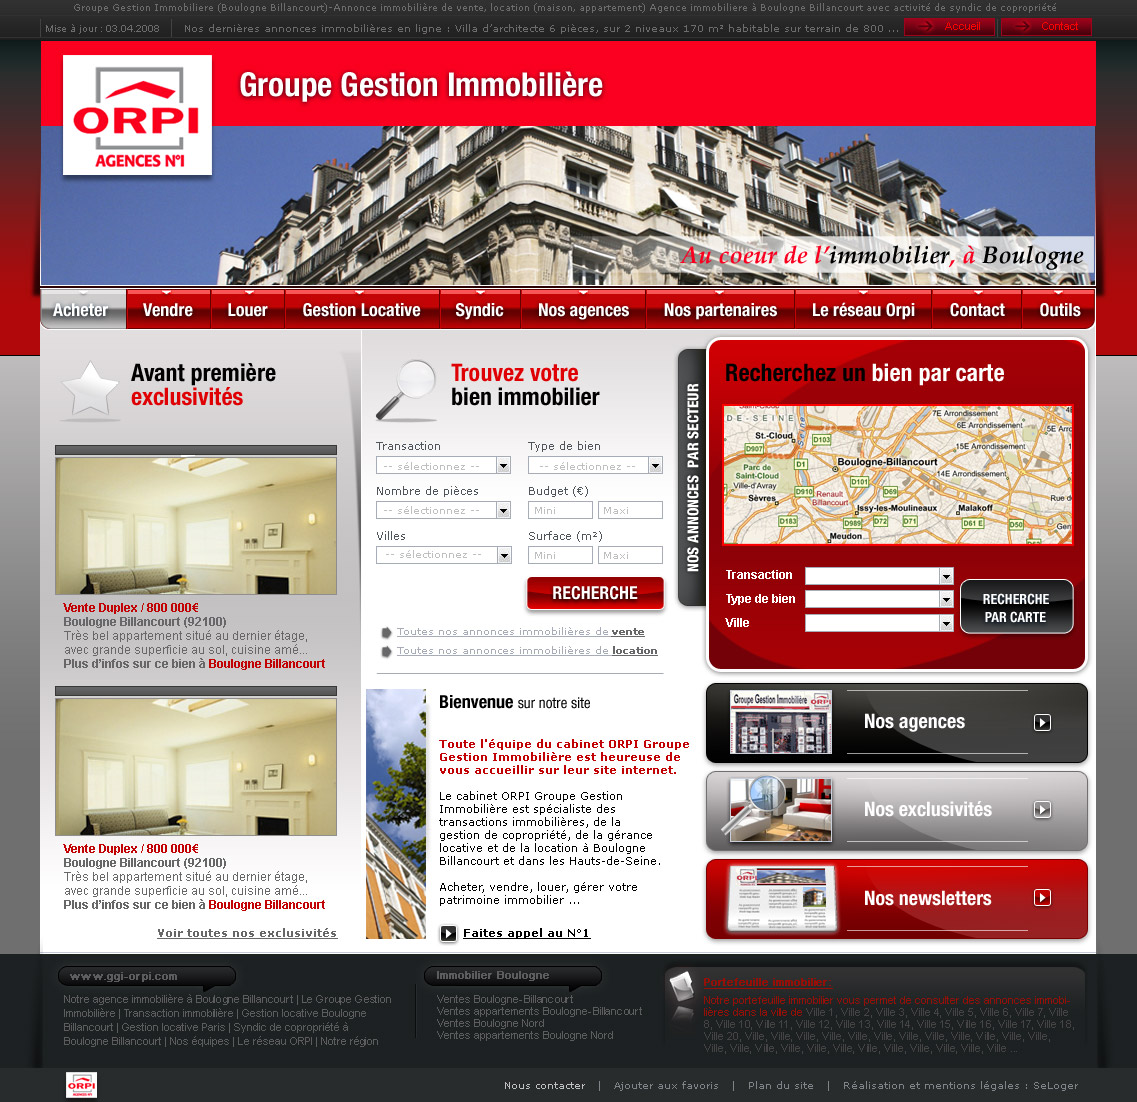 Groupe Gestion Immobiliere (Boulogne Billancourt)-Annonce immobilière de vente, location (maison, appartement) Agence immobiliere à Boulogne Billancourt avec activité de syndic de copropriété
Mise à jour : 03.04.2008
Nos dernières annonces immobilières en ligne : Villa d'architecte 6 pièces, sur 2 niveaux 170 m² habitable sur terrain de 800 ...
Accueil
Contact
ORPI
AGENCES N°1
Groupe Gestion Immobilière
Au coeur de l'immobilier, à Boulogne
Acheter
Vendre
Louer
Gestion Locative
Syndic
Nos agences
Nos partenaires
Le réseau Orpi
Contact
Outils
Avant première
exclusivités
Vente Duplex / 800 000€
Boulogne Billancourt (92100)
Très bel appartement situé au dernier étage,
avec grande superficie au sol, cuisine amé...
Plus d'infos sur ce bien à Boulogne Billancourt
Vente Duplex / 800 000€
Boulogne Billancourt (92100)
Très bel appartement situé au dernier étage,
avec grande superficie au sol, cuisine amé...
Plus d'infos sur ce bien à Boulogne Billancourt
Voir toutes nos exclusivités
Trouvez votre
bien immobilier
Transaction
Type de bien
-- sélectionnez --
-- sélectionnez --
Nombre de pièces
Budget (€)
-- sélectionnez --
Mini
Maxi
Villes
Surface (m²)
-- sélectionnez --
Mini
Maxi
RECHERCHE
Toutes nos annonces immobilières de vente
Toutes nos annonces immobilières de location
Bienvenue sur notre site
Toute l'équipe du cabinet ORPI Groupe
Gestion Immobilière est heureuse de
vous accueillir sur leur site internet.
Le cabinet ORPI Groupe Gestion
Immobilière est spécialiste des
transactions immobilières, de la
gestion de copropriété, de la gérance
locative et de la location à Boulogne
Billancourt et dans les Hauts-de-Seine.
Acheter, vendre, louer, gérer votre
patrimoine immobilier ...
Faites appel au N°1
NOS ANNONCES PAR SECTEUR
Recherchez un bien par carte
Saint-Cloud
7E Arrondissement
DE-SEINE
6E Arrondissement
St.-Cloud
D103
15E Arrondissement
D907
Parc de
Saint-Cloud
D1
Boulogne-Billancourt
14E Arrondissement
Ville-d'Avray
D101
Sèvres
D910
Renault
Billancourt
D69
Rue d
Issy-les-Moulineaux
Malakoff
D183
D989
D72
D71
D61 E
D50
Gen
Meudon
Transaction
Type de bien
Ville
RECHERCHE
PAR CARTE
Groupe Gestion Immobilière
ORPI
Nos agences
Nos exclusivités
Nos newsletters
www.ggi-orpi.com
Notre agence immobilière à Boulogne Billancourt | Le Groupe Gestion
Immobilière | Transaction immobilière | Gestion locative Boulogne
Billancourt | Gestion locative Paris | Syndic de copropriété à
Boulogne Billancourt | Nos équipes | Le réseau ORPI | Notre région
Immobilier Boulogne
Ventes Boulogne-Billancourt
Ventes appartements Boulogne-Billancourt
Ventes Boulogne Nord
Ventes appartements Boulogne Nord
Portefeuille immobilier:
Notre portefeuille immobilier vous permet de consulter des annonces immobi-
lières dans la villa de Ville 1, Ville 2, Ville 3, Ville 4, Ville 5, Ville 6, Ville 7, Ville
8, Ville 10, Ville 11, Ville 12, Ville 13, Ville 14, Ville 15, Ville 16, Ville 17, Ville 18,
Ville 20, Ville, Ville, Ville, Ville, Ville, Ville, Ville, Ville, Ville, Ville, Ville, Ville,
Ville, Ville, Ville, Ville, Ville, Ville, Ville, Ville, Ville, Ville, Ville, Ville ...
ORPI
AGENCES N°1
Nous contacter | Ajouter aux favoris | Plan du site | Réalisation et mentions légales : SeLoger